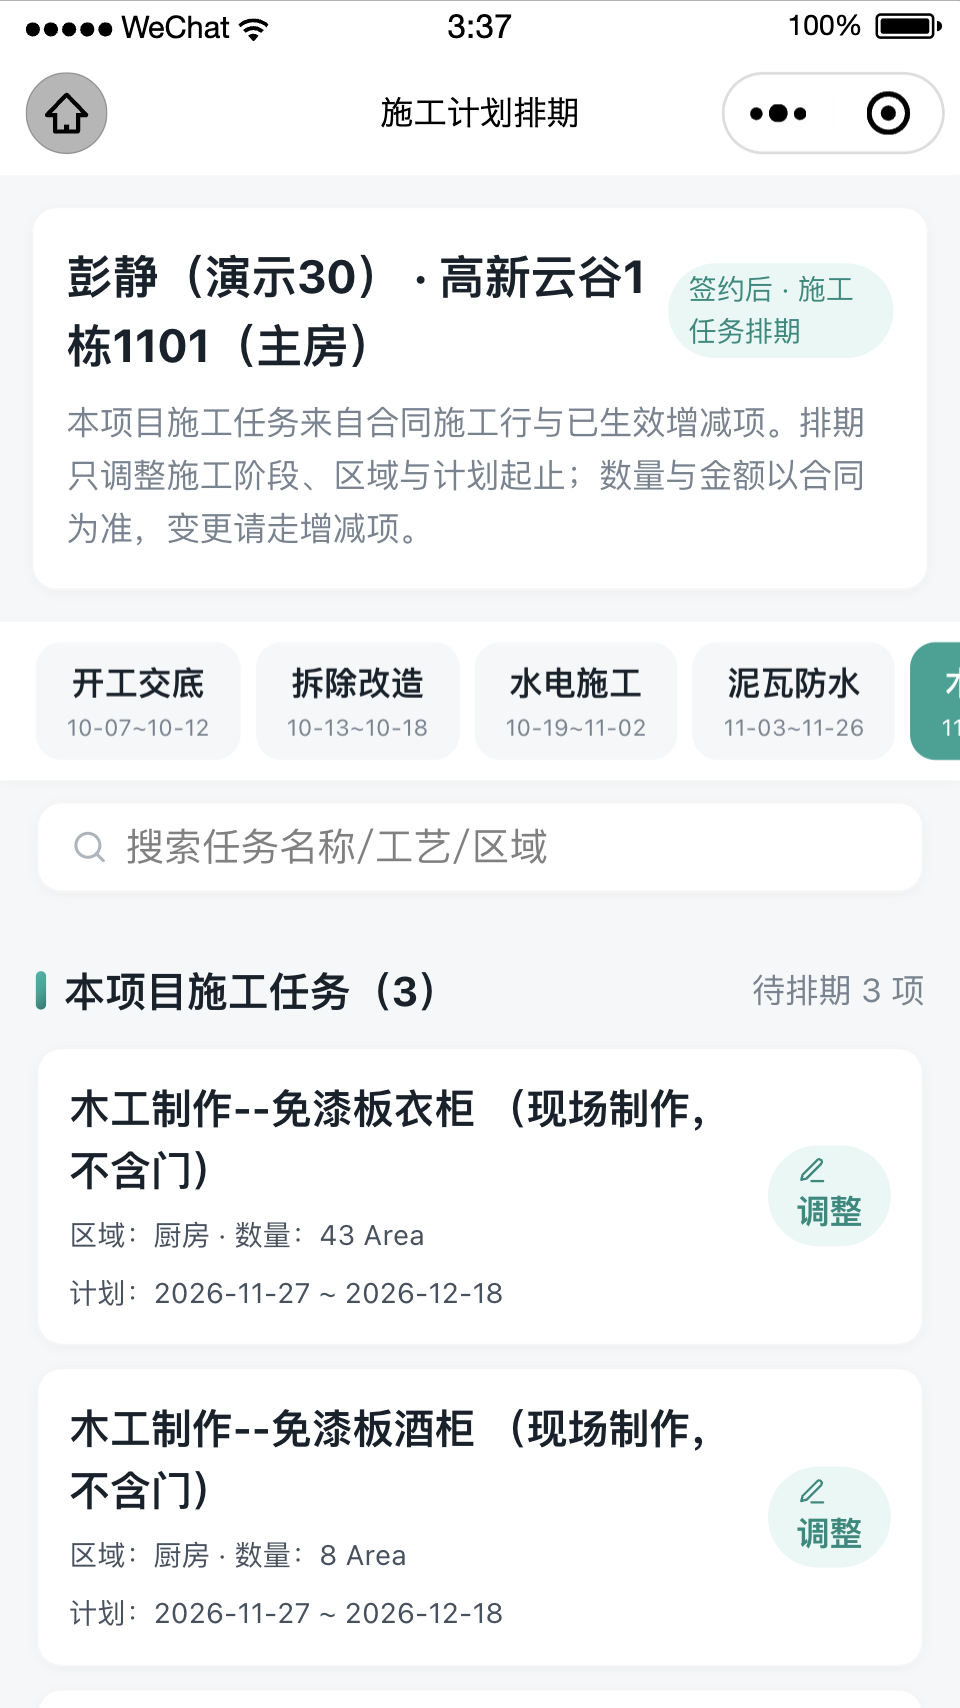 WeChat 3:37 100%
施工计划排期
彭静（演示30） · 高新云谷1
栋1101（主房）
签约后 · 施工
任务排期
本项目施工任务来自合同施工行与已生效增减项。排期
只调整施工阶段、区域与计划起止；数量与金额以合同
为准，变更请走增减项。
开工交底 拆除改造 水电施工 泥瓦防水
10-07~10-12 10-13~10-18 10-19~11-02 11-03~11-26
搜索任务名称/工艺/区域
本项目施工任务（3） 待排期 3 项
木工制作--免漆板衣柜 （现场制作，
不含门）
调整
区域：厨房 · 数量：43 Area
计划：2026-11-27 ~ 2026-12-18
木工制作--免漆板酒柜 （现场制作，
不含门）
调整
区域：厨房 · 数量：8 Area
计划：2026-11-27 ~ 2026-12-18